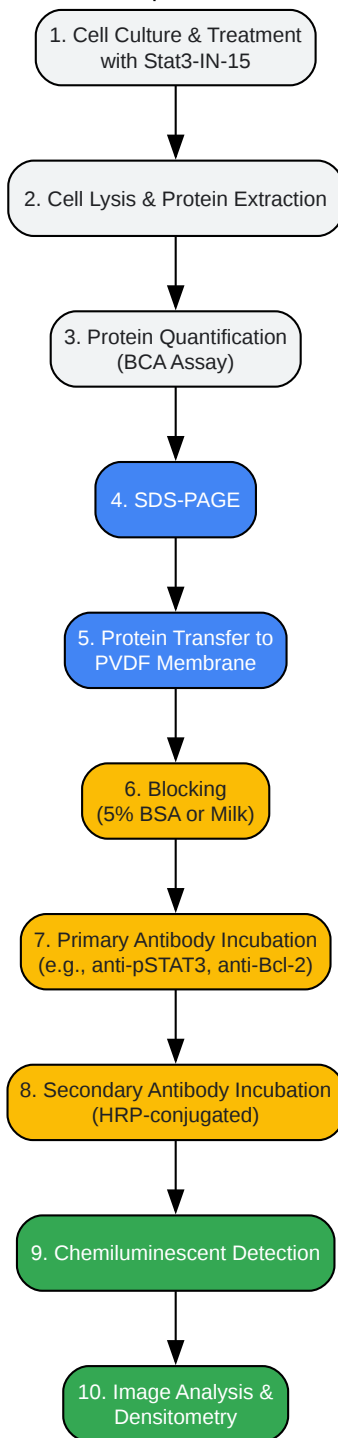 1. Cell Culture & Treatment
with Stat3-IN-15
2. Cell Lysis & Protein Extraction
3. Protein Quantification
(BCA Assay)
4. SDS-PAGE
5. Protein Transfer to
PVDF Membrane
6. Blocking
(5% BSA or Milk)
7. Primary Antibody Incubation
(e.g., anti-pSTAT3, anti-Bcl-2)
8. Secondary Antibody Incubation
(HRP-conjugated)
9. Chemiluminescent Detection
10. Image Analysis &
Densitometry